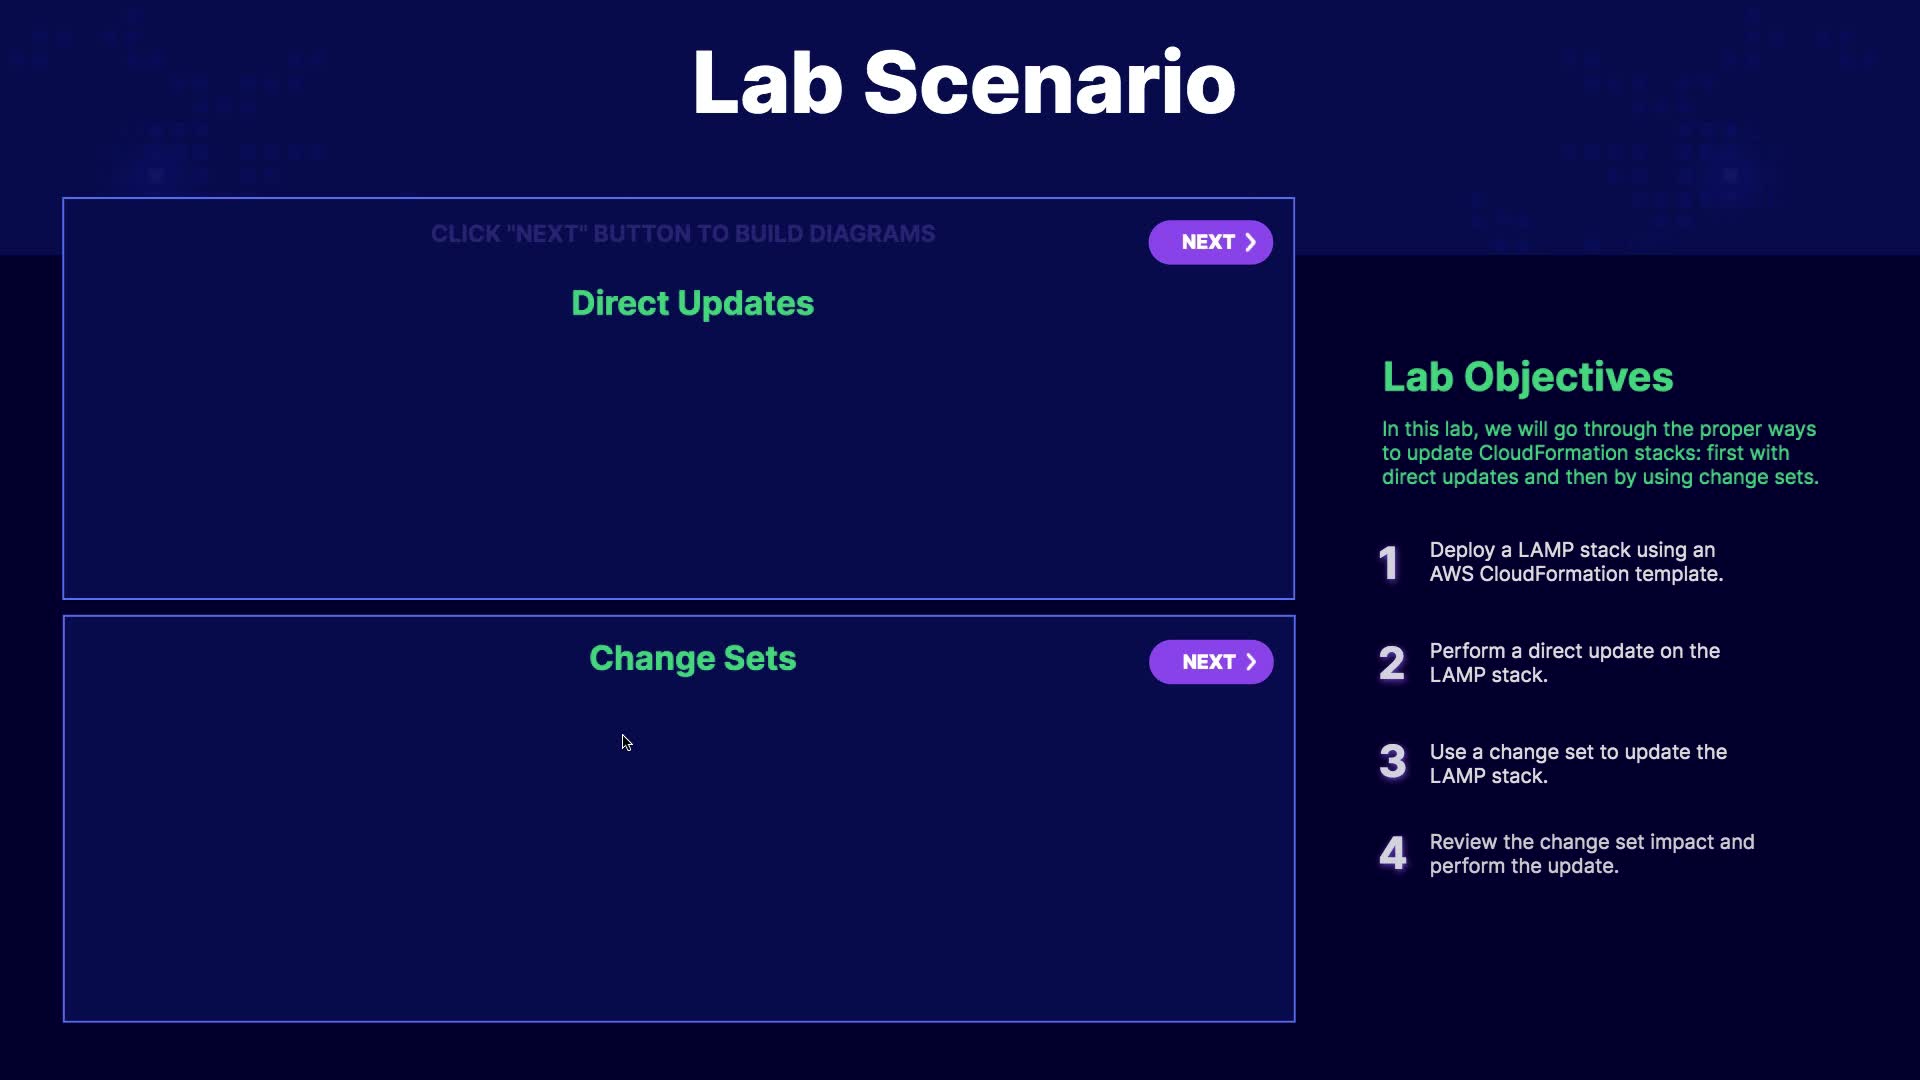 Lab Scenario
CLICK "NEXT" BUTTON TO BUILD DIAGRAMS
NEXT
Direct Updates
Change Sets
NEXT
Lab Objectives
In this lab, we will go through the proper ways
to update CloudFormation stacks: first with
direct updates and then by using change sets.
1
Deploy a LAMP stack using an
AWS CloudFormation template.
2
Perform a direct update on the
LAMP stack.
3
Use a change set to update the
LAMP stack.
4
Review the change set impact and
perform the update.